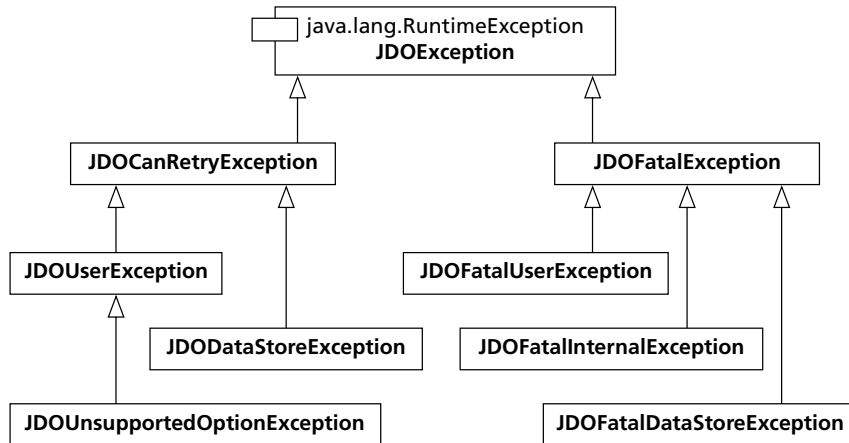 java.lang.RuntimeException
JDOException
JDOCanRetryException
JDOFatalException
JDOUserException
JDOFatalUserException
JDODataStoreException
JDOFatalInternalException
JDOUnsupportedOptionException
JDOFatalDataStoreException